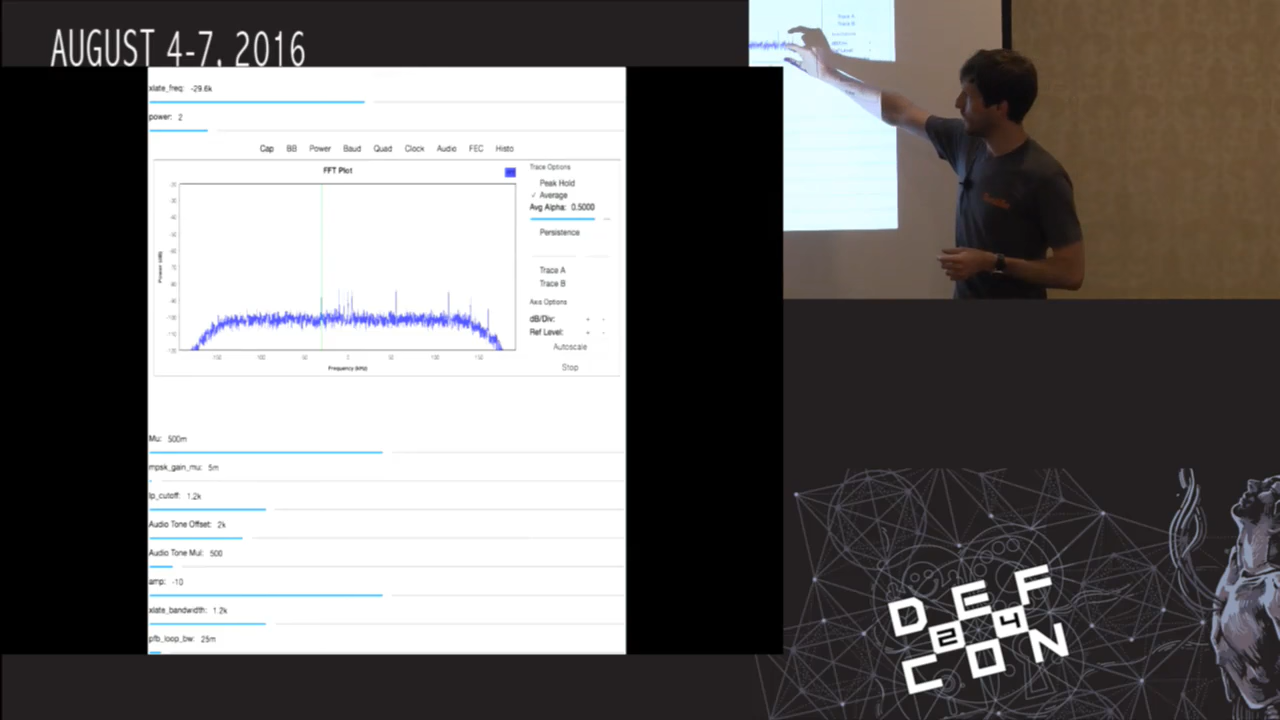 AUGUST 4-7, 2016
xlate_freq: -29.6k
power: 2
Cap BB Power Baud Quad Clock Audio FEC Histo
FFT Plot
Trace Options
Peak Hold
✓ Average
Avg Alpha: 0.5000
Persistence
Trace A
Trace B
Axis Options
dB/Div: + -
Ref Level: + -
Autoscale
Stop
Power (dB)
Frequency (kHz)
Mu: 500m
mpsk_gain_mu: 5m
lp_cutoff: 1.2k
Audio Tone Offset: 2k
Audio Tone Mul: 500
amp: -10
xlate_bandwidth: 1.2k
pfb_loop_bw: 25m
Trace A
Trace B
DEF
24
CON